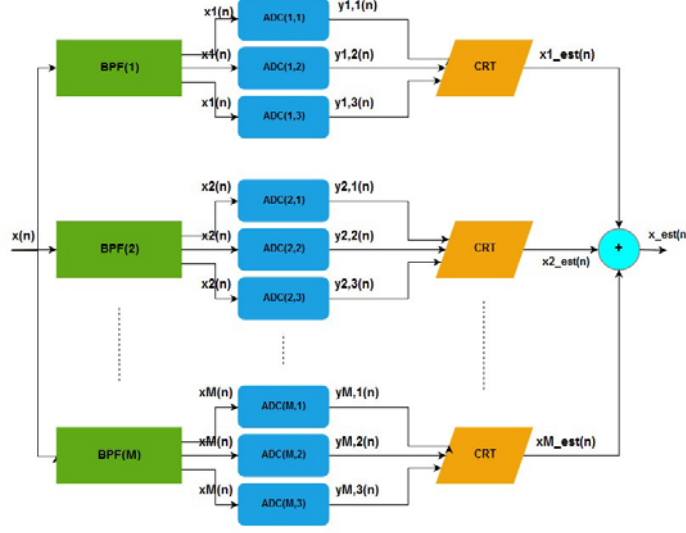 x1(n)
ADC(1,1)
y1,1(n)
BPF(1)
x1(n)
ADC(1,2)
y1,2(n)
CRT
x1_est(n)
x1(n)
ADC(1,3)
y1,3(n)
x2(n)
ADC(2,1)
y2,1(n)
x(n)
BPF(2)
x2(n)
ADC(2,2)
y2,2(n)
CRT
x2_est(n)
+
x_est(n
x2(n)
ADC(2,3)
y2,3(n)
xM(n)
ADC(M,1)
yM,1(n)
BPF(M)
xM(n)
ADC(M,2)
yM,2(n)
CRT
xM_est(n)
xM(n)
ADC(M,3)
yM,3(n)